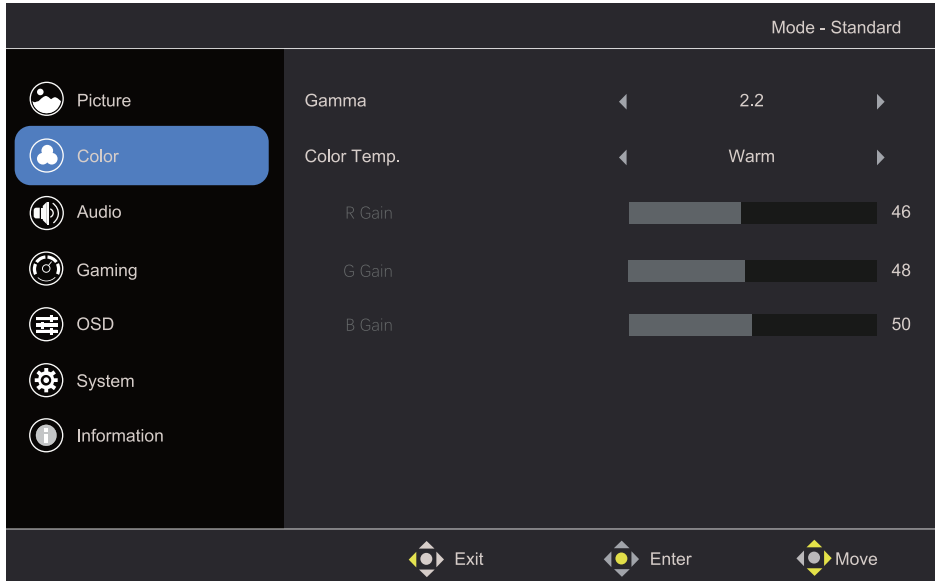 Mode - Standard
Picture
Gamma 2.2
Color
Color Temp. Warm
Audio
R Gain 46
Gaming
G Gain 48
OSD
B Gain 50
System
Information
Exit Enter Move